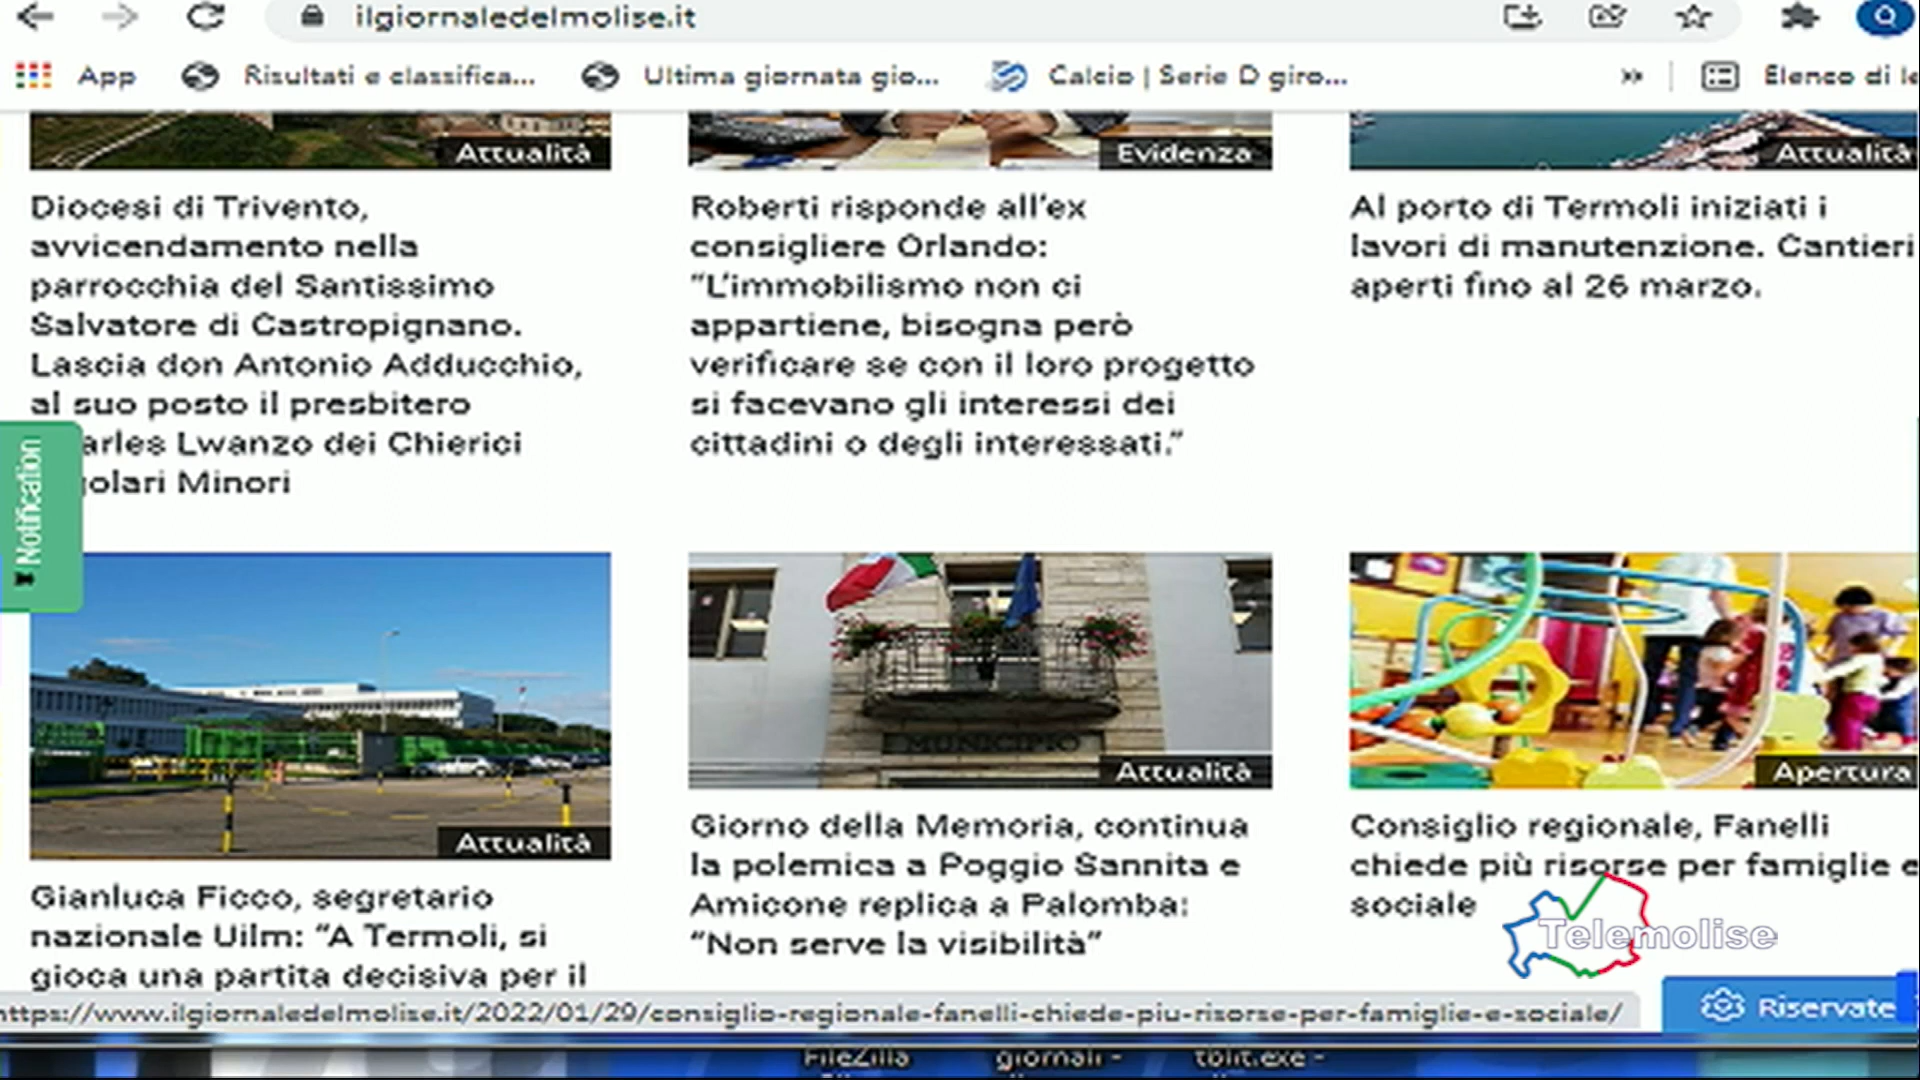 ilgiornaledelmolise.it
App
Risultati e classifica...
Ultima giornata gio...
Calcio | Serie D giro...
»
Elenco di le
Attualità
Evidenza
Attualità
Diocesi di Trivento,
avvicendamento nella
parrocchia del Santissimo
Salvatore di Castropignano.
Lascia don Antonio Adducchio,
al suo posto il presbitero
arles Lwanzo dei Chierici
golari Minori
Roberti risponde all'ex
consigliere Orlando:
“L'immobilismo non ci
appartiene, bisogna però
verificare se con il loro progetto
si facevano gli interessi dei
cittadini o degli interessati.”
Al porto di Termoli iniziati i
lavori di manutenzione. Cantieri
aperti fino al 26 marzo.
Notification
Attualità
MUNICIPIO
Attualità
Apertura
Gianluca Ficco, segretario
nazionale Uilm: “A Termoli, si
gioca una partita decisiva per il
Giorno della Memoria, continua
la polemica a Poggio Sannita e
Amicone replica a Palomba:
“Non serve la visibilità”
Consiglio regionale, Fanelli
chiede più risorse per famiglie e
sociale
Telemolise
https://www.ilgiornaledelmolise.it/2022/01/29/consiglio-regionale-fanelli-chiede-piu-risorse-per-famiglie-e-sociale/
Riservate
FileZilla
giornali -
tblit.exe -